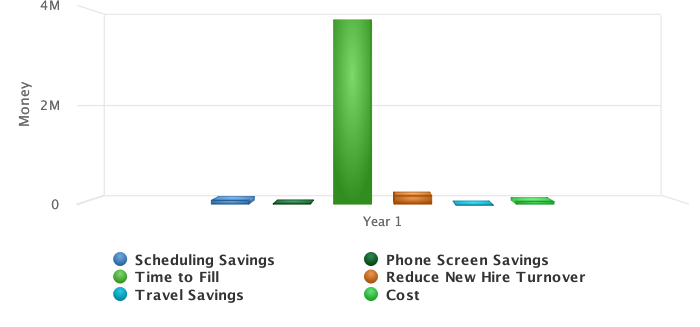 4M
Money
2M
0
Year 1
Scheduling Savings
Phone Screen Savings
Time to Fill
Reduce New Hire Turnover
Travel Savings
Cost